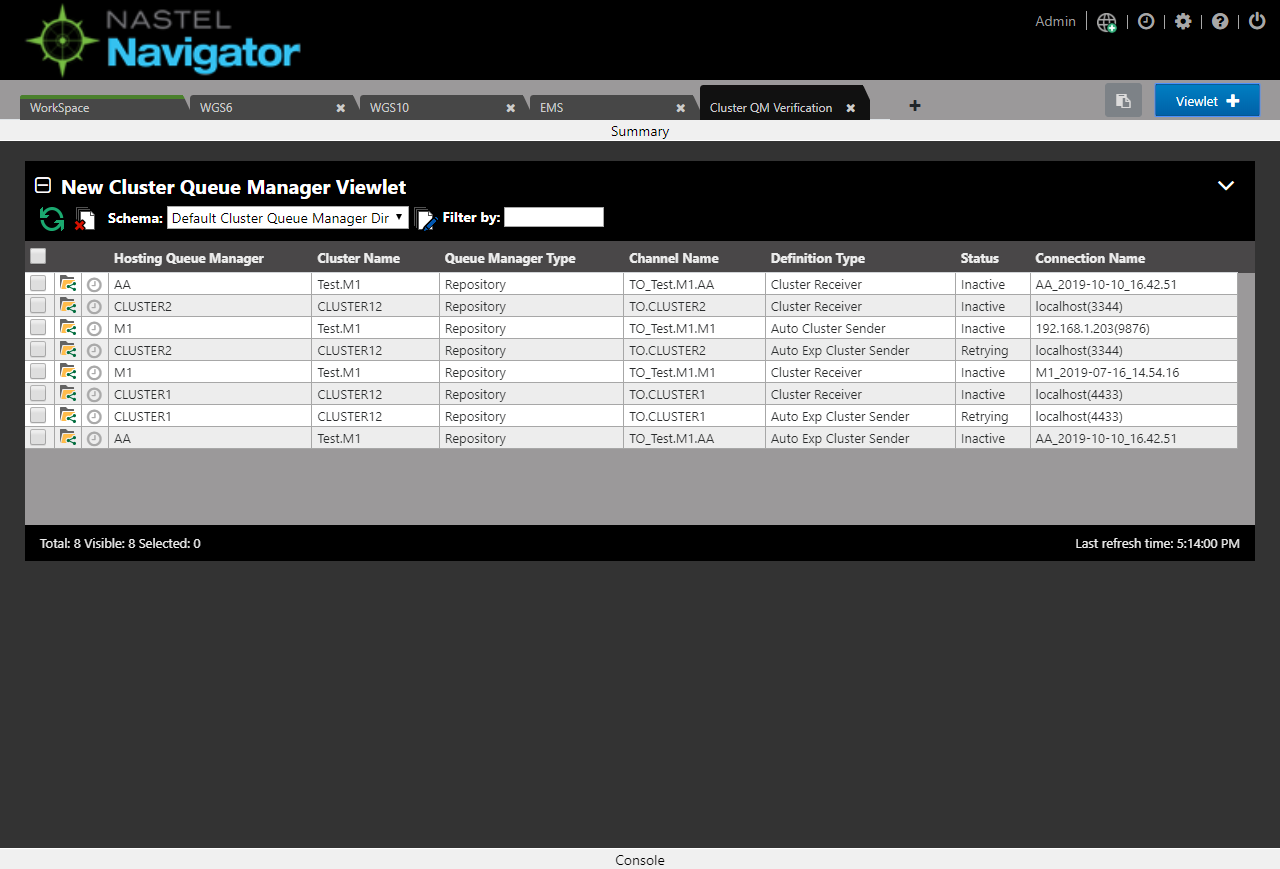 NASTEL
Navigator
Admin
WorkSpace WGS6 WGS10 EMS Cluster QM Verification Viewlet
Summary
New Cluster Queue Manager Viewlet
Schema: Default Cluster Queue Manager Dir Filter by:
Hosting Queue Manager Cluster Name Queue Manager Type Channel Name Definition Type Status Connection Name
AA Test.M1 Repository TO_Test.M1.AA Cluster Receiver Inactive AA_2019-10-10_16.42.51
CLUSTER2 CLUSTER12 Repository TO.CLUSTER2 Cluster Receiver Inactive localhost(3344)
M1 Test.M1 Repository TO_Test.M1.M1 Auto Cluster Sender Inactive 192.168.1.203(9876)
CLUSTER2 CLUSTER12 Repository TO.CLUSTER2 Auto Exp Cluster Sender Retrying localhost(3344)
M1 Test.M1 Repository TO_Test.M1.M1 Cluster Receiver Inactive M1_2019-07-16_14.54.16
CLUSTER1 CLUSTER12 Repository TO.CLUSTER1 Cluster Receiver Inactive localhost(4433)
CLUSTER1 CLUSTER12 Repository TO.CLUSTER1 Auto Exp Cluster Sender Retrying localhost(4433)
AA Test.M1 Repository TO_Test.M1.AA Auto Exp Cluster Sender Inactive AA_2019-10-10_16.42.51
Total: 8 Visible: 8 Selected: 0 Last refresh time: 5:14:00 PM
Console